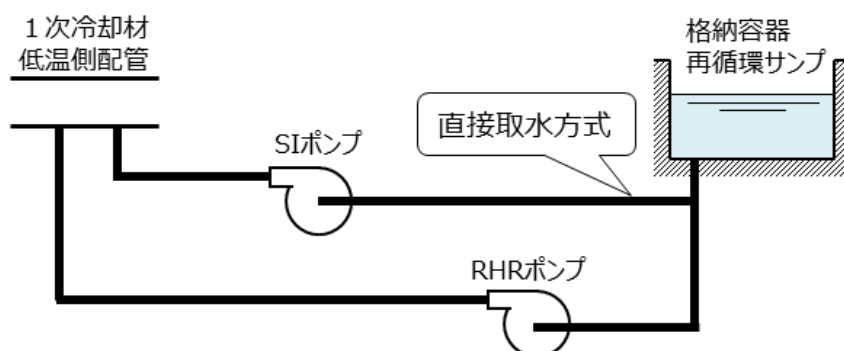 １次冷却材
低温側配管
格納容器
再循環サンプ
直接取水方式
SIポンプ
RHRポンプ